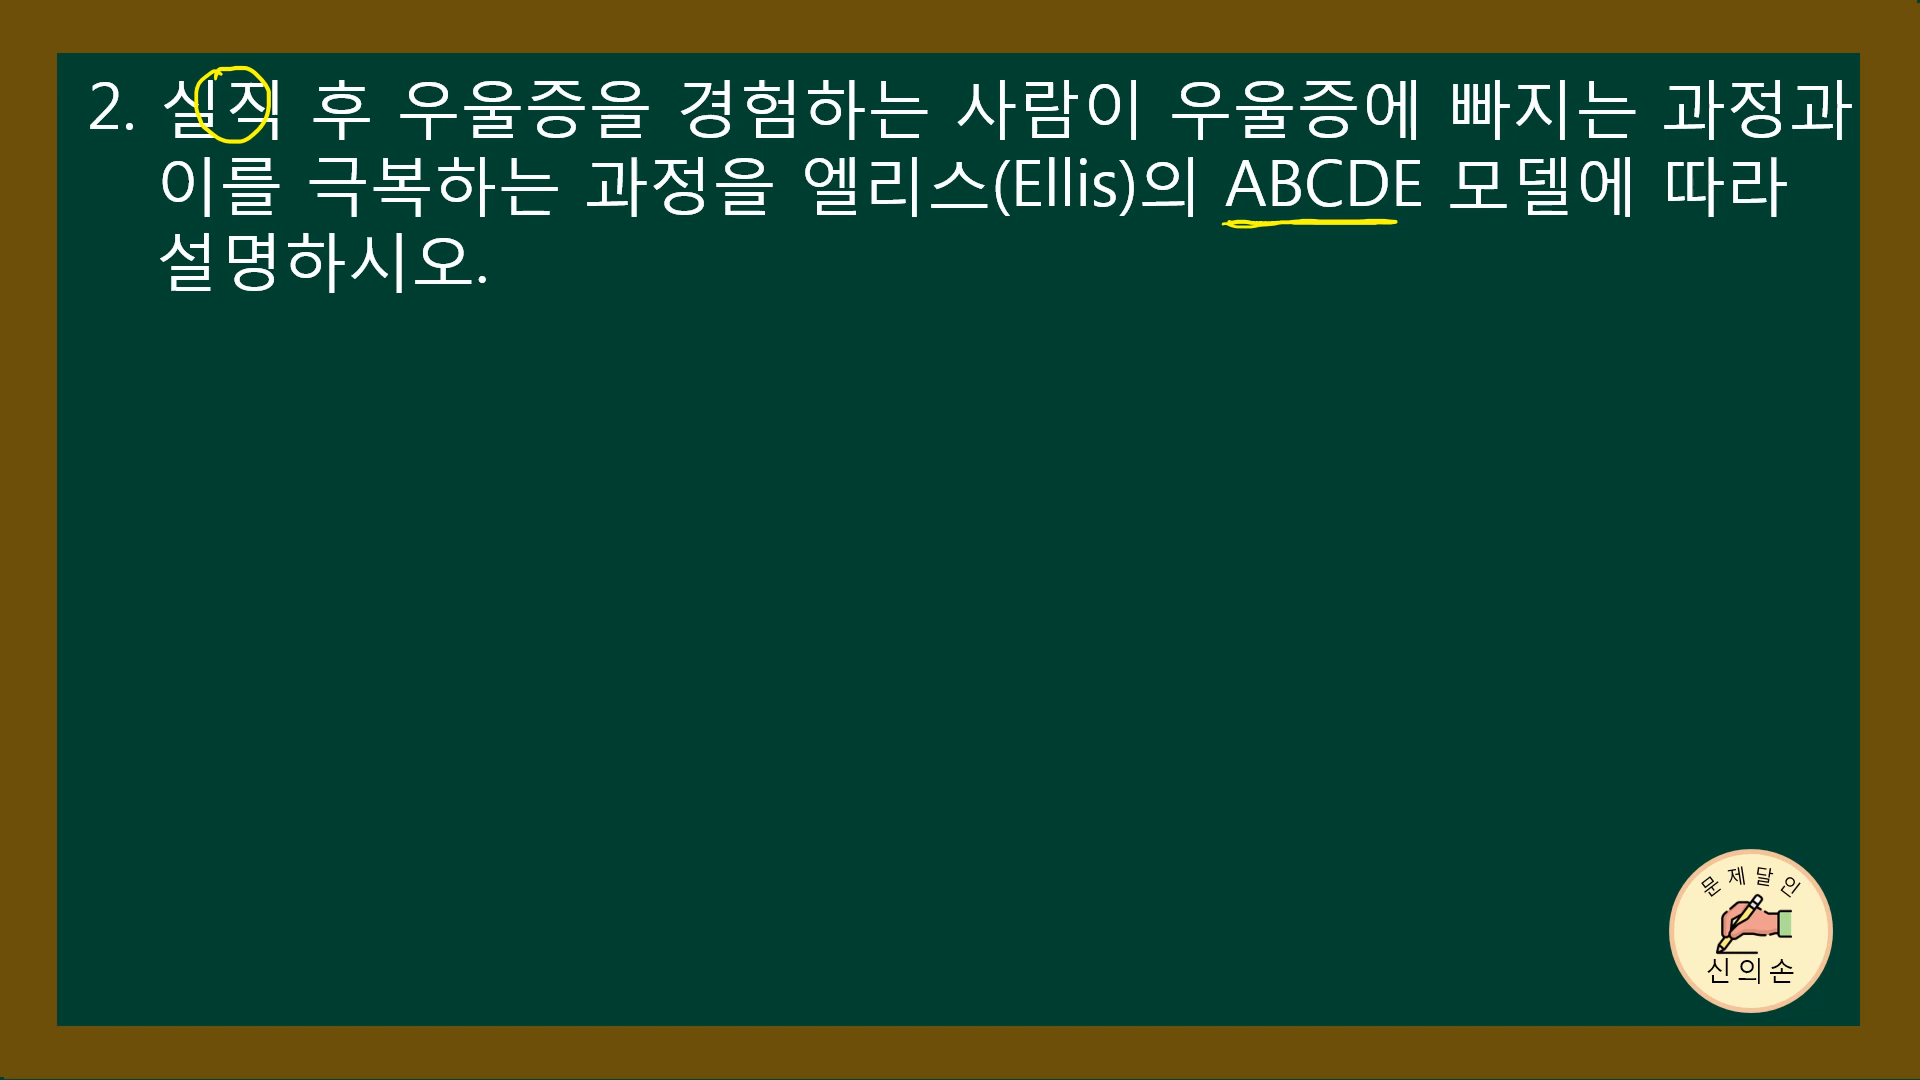 2. 실직 후 우울증을 경험하는 사람이 우울증에 빠지는 과정과
이를 극복하는 과정을 엘리스(Ellis)의 ABCDE 모델에 따라
설명하시오.
문제달인
신의손